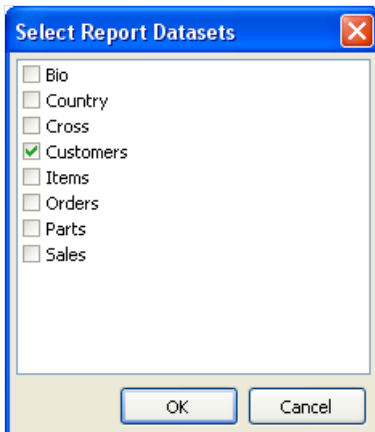 Select Report Datasets
Bio
Country
Cross
Customers
Items
Orders
Parts
Sales
OK Cancel